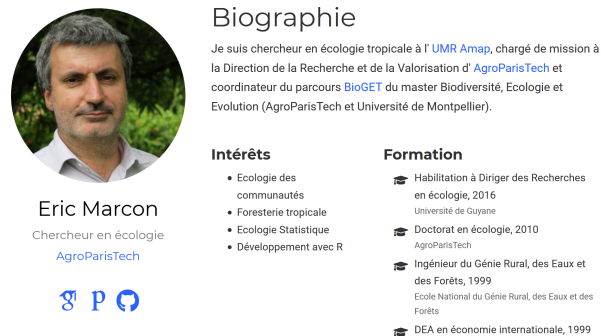 Biographie
Je suis chercheur en écologie tropicale à l' UMR Amap, chargé de mission à
la Direction de la Recherche et de la Valorisation d' AgroParisTech et
coordinateur du parcours BioGET du master Biodiversité, Ecologie et
Evolution (AgroParisTech et Université de Montpellier).
Eric Marcon
Chercheur en écologie
AgroParisTech
Intérêts
Ecologie des
communautés
Foresterie tropicale
Ecologie Statistique
Développement avec R
Formation
Habilitation à Diriger des Recherches
en écologie, 2016
Université de Guyane
Doctorat en écologie, 2010
AgroParisTech
Ingénieur du Génie Rural, des Eaux et
des Forêts, 1999
Ecole National du Génie Rural, des Eaux et des
Forêts
DEA en économie internationale, 1999